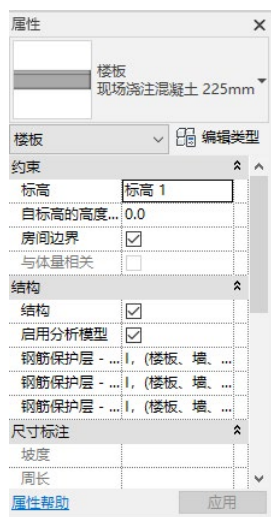 属性
楼板
现场浇注混凝土 225mm
楼板 编辑类型
约束
标高 标高 1
自标高的高度... 0.0
房间边界
与体量相关
结构
结构
启用分析模型
钢筋保护层 - ... I, (楼板、墙、...
钢筋保护层 - ... I, (楼板、墙、...
钢筋保护层 - ... I, (楼板、墙、...
尺寸标注
坡度
周长
属性帮助 应用